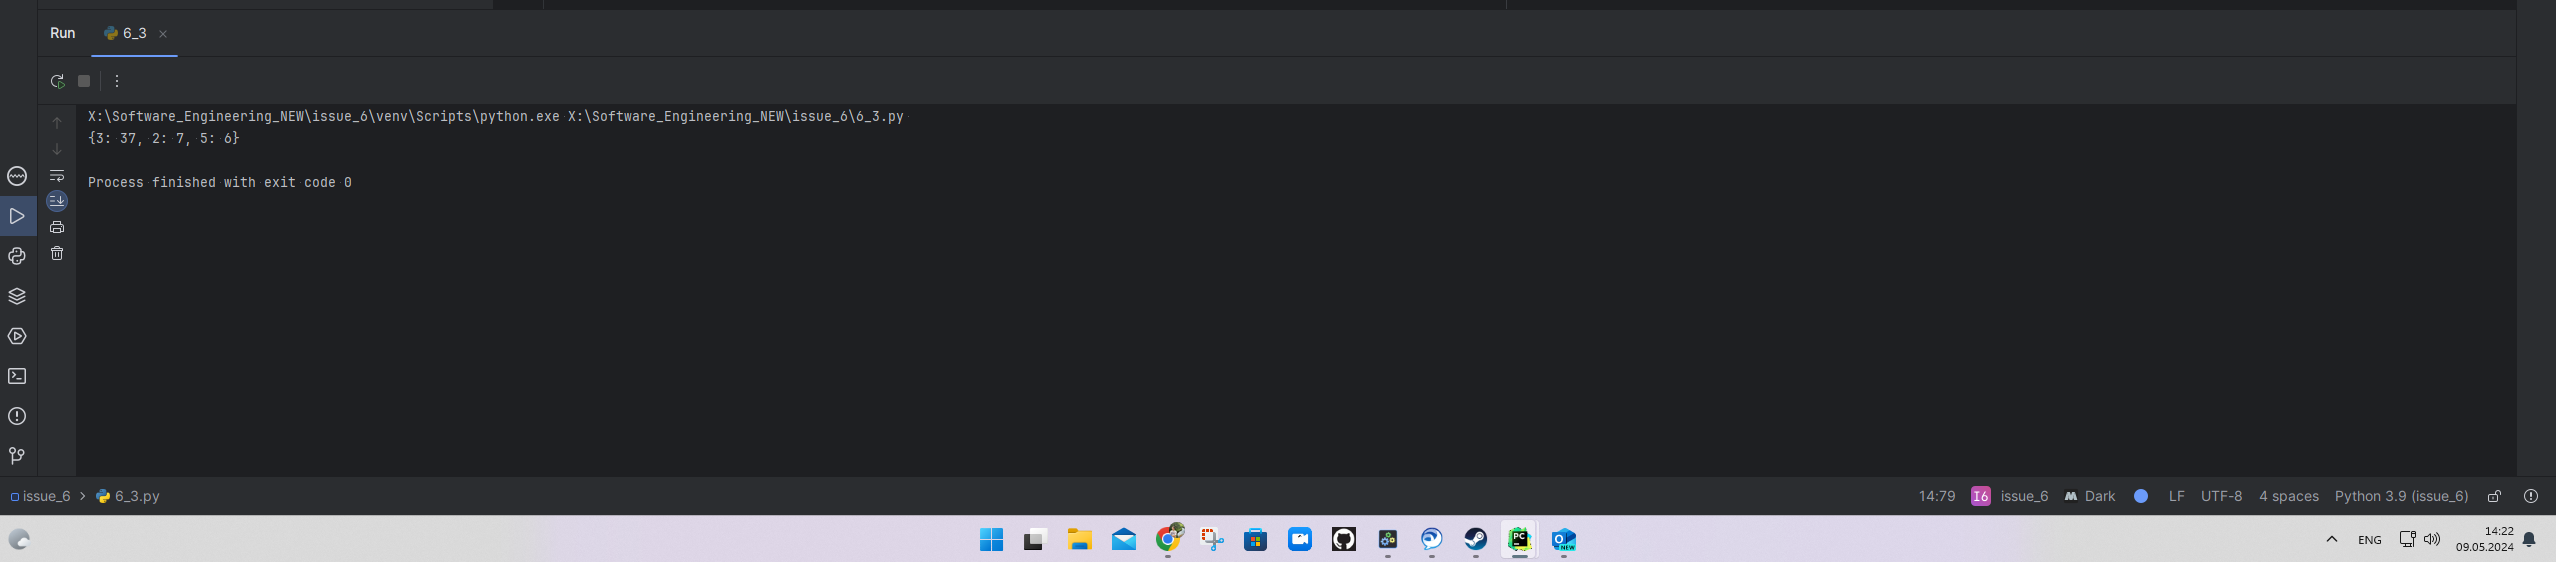 Run 6_3
X:\Software_Engineering_NEW\issue_6\venv\Scripts\python.exe X:\Software_Engineering_NEW\issue_6\6_3.py
{3: 37, 2: 7, 5: 6}
Process finished with exit code 0
issue_6 > 6_3.py 14:79 I6 issue_6 Dark LF UTF-8 4 spaces Python 3.9 (issue_6)
PC NEW ENG 14:22
09.05.2024